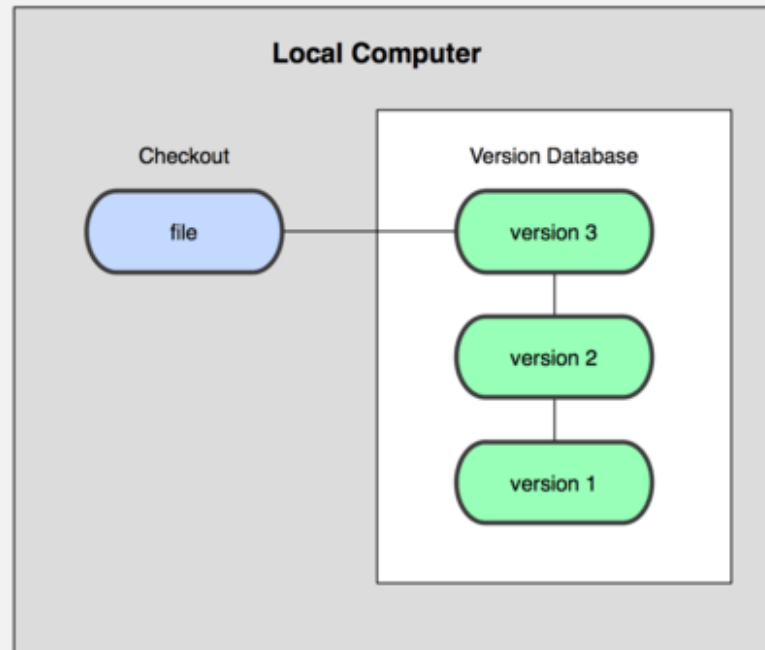 Local Computer
Checkout
Version Database
file
version 3
version 2
version 1